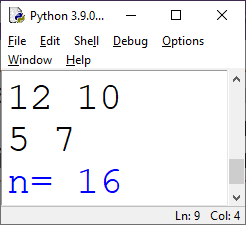 Python 3.9.0...
File Edit Shell Debug Options
Window Help
12 10
5 7
n= 16
Ln: 9 Col: 4